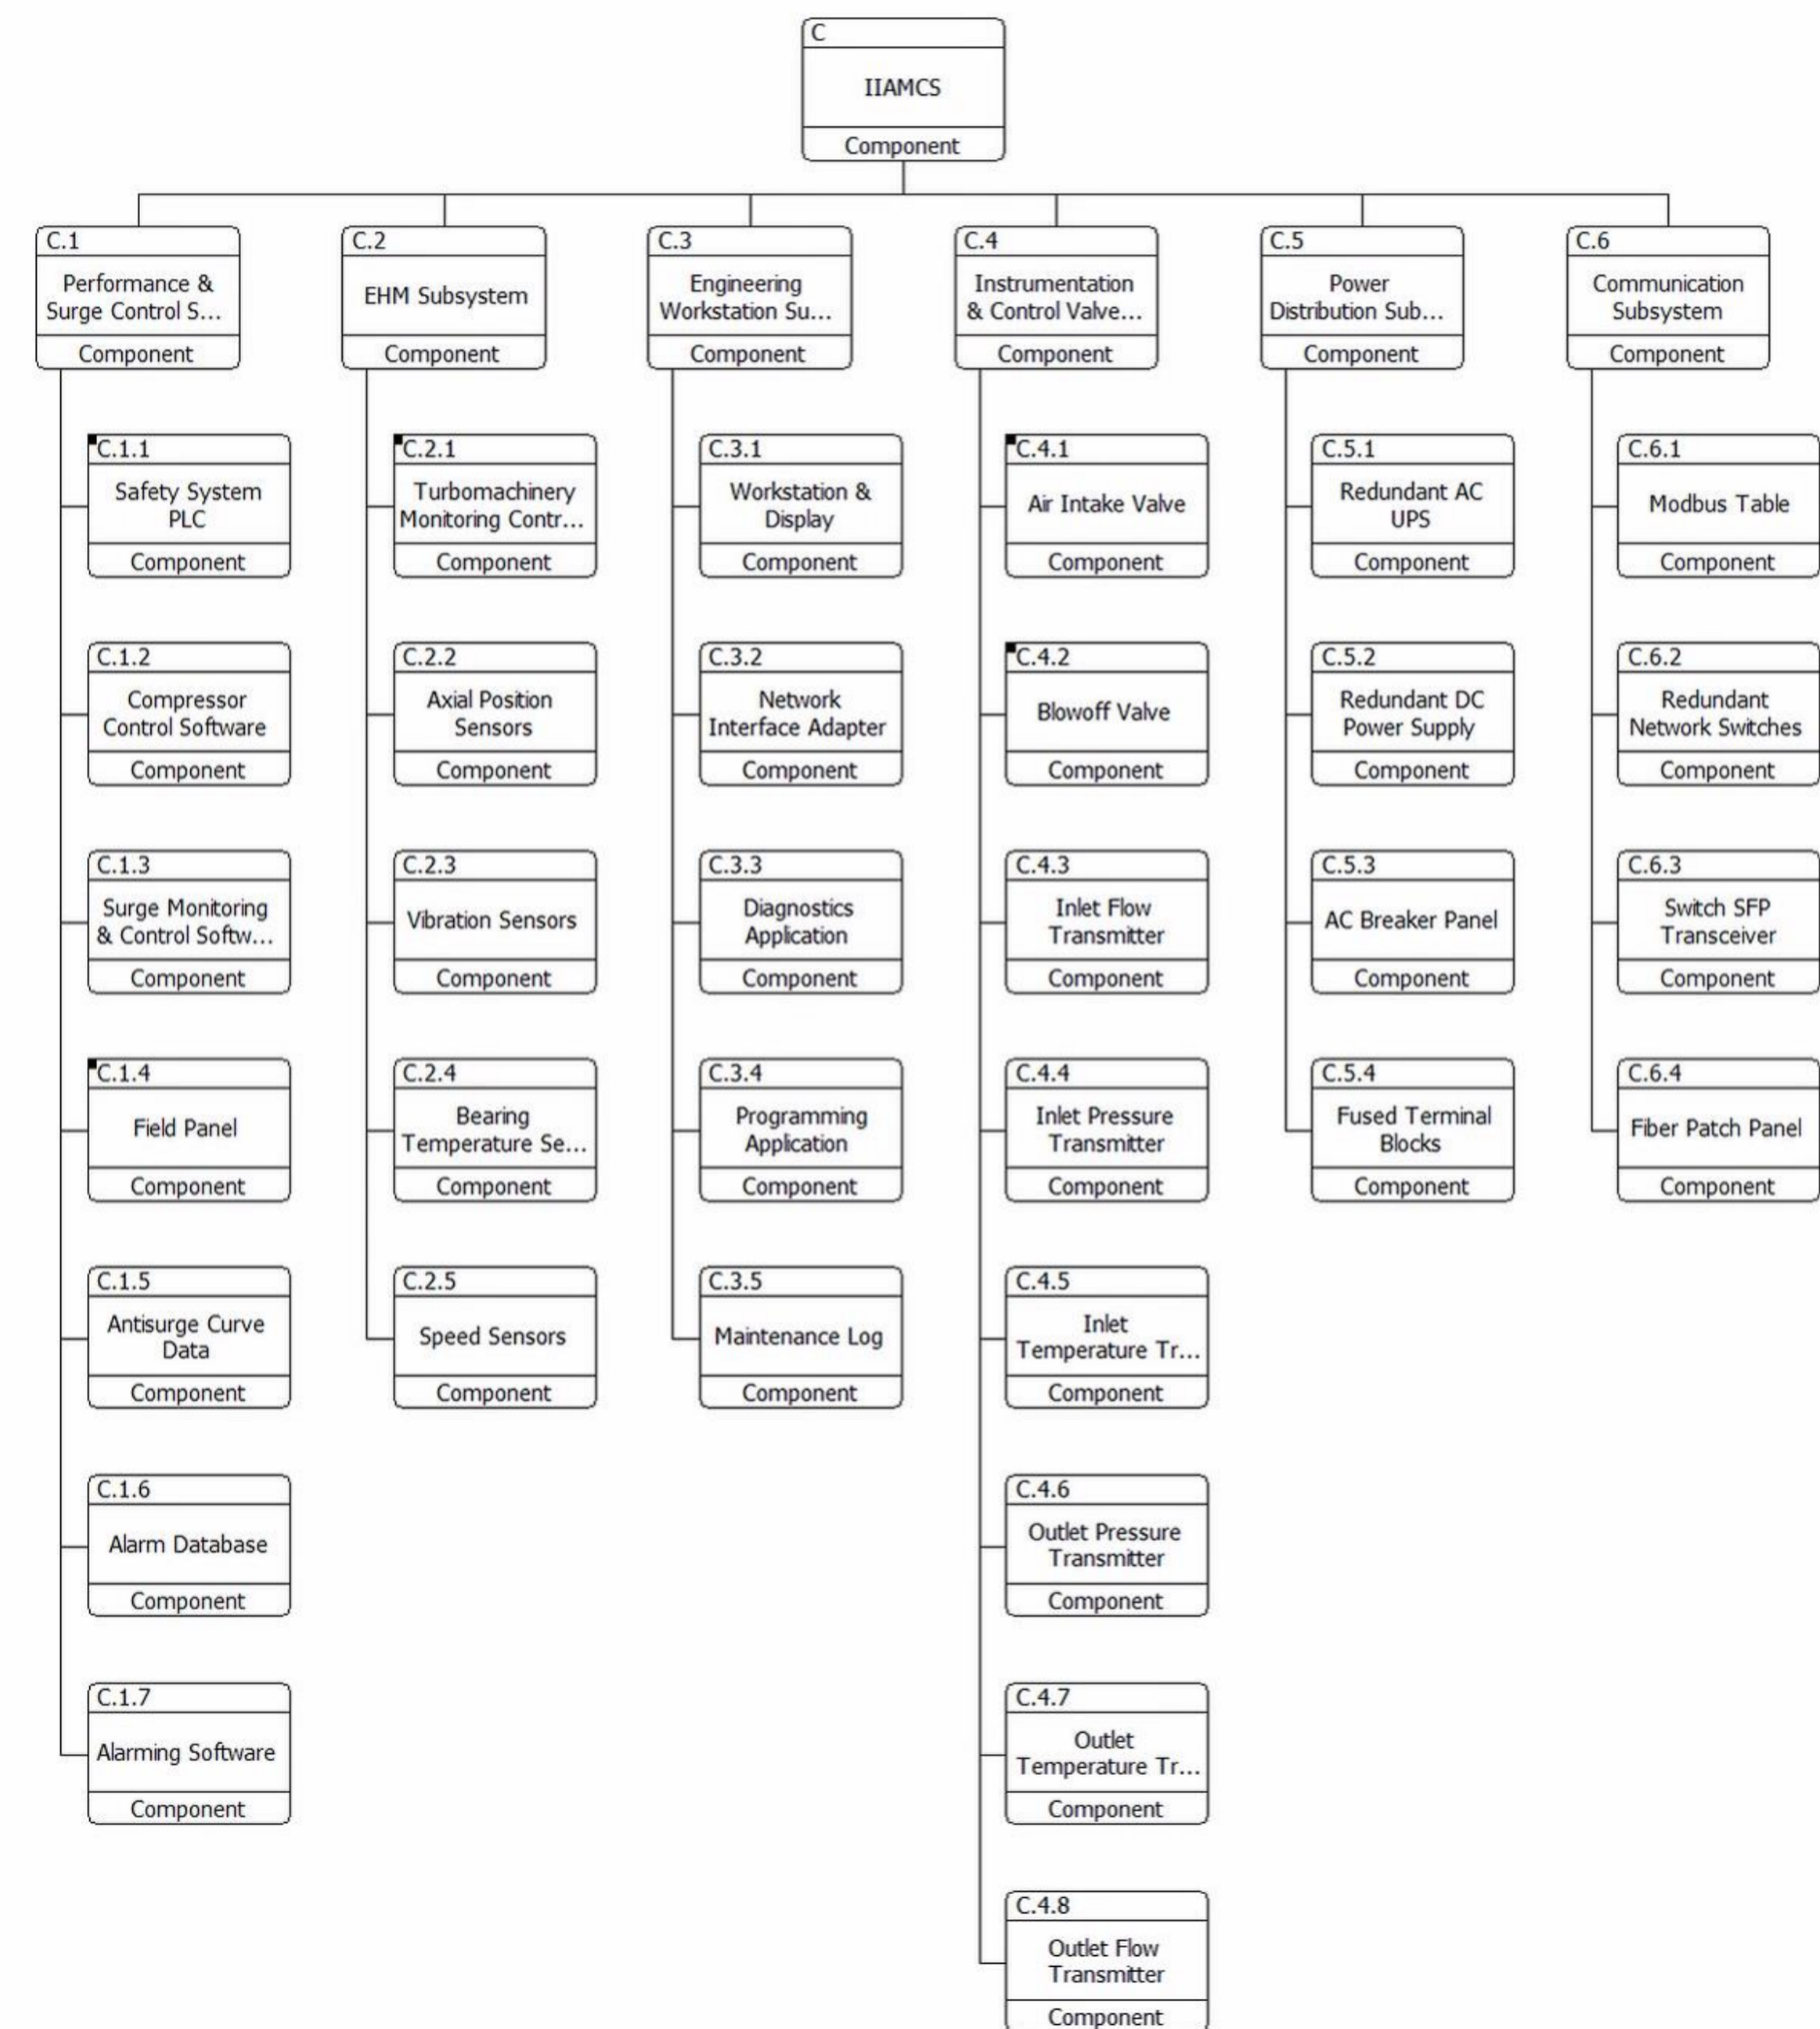 C
IIAMCS
Component
C.1
Performance &
Surge Control S...
Component
C.2
EHM Subsystem
Component
C.3
Engineering
Workstation Su...
Component
C.4
Instrumentation
& Control Valve...
Component
C.5
Power
Distribution Sub...
Component
C.6
Communication
Subsystem
Component
C.1.1
Safety System
PLC
Component
C.1.2
Compressor
Control Software
Component
C.1.3
Surge Monitoring
& Control Softw...
Component
C.1.4
Field Panel
Component
C.1.5
Antisurge Curve
Data
Component
C.1.6
Alarm Database
Component
C.1.7
Alarming Software
Component
C.2.1
Turbomachinery
Monitoring Contr...
Component
C.2.2
Axial Position
Sensors
Component
C.2.3
Vibration Sensors
Component
C.2.4
Bearing
Temperature Se...
Component
C.2.5
Speed Sensors
Component
C.3.1
Workstation &
Display
Component
C.3.2
Network
Interface Adapter
Component
C.3.3
Diagnostics
Application
Component
C.3.4
Programming
Application
Component
C.3.5
Maintenance Log
Component
C.4.1
Air Intake Valve
Component
C.4.2
Blowoff Valve
Component
C.4.3
Inlet Flow
Transmitter
Component
C.4.4
Inlet Pressure
Transmitter
Component
C.4.5
Inlet
Temperature Tr...
Component
C.4.6
Outlet Pressure
Transmitter
Component
C.4.7
Outlet
Temperature Tr...
Component
C.4.8
Outlet Flow
Transmitter
Component
C.5.1
Redundant AC
UPS
Component
C.5.2
Redundant DC
Power Supply
Component
C.5.3
AC Breaker Panel
Component
C.5.4
Fused Terminal
Blocks
Component
C.6.1
Modbus Table
Component
C.6.2
Redundant
Network Switches
Component
C.6.3
Switch SFP
Transceiver
Component
C.6.4
Fiber Patch Panel
Component